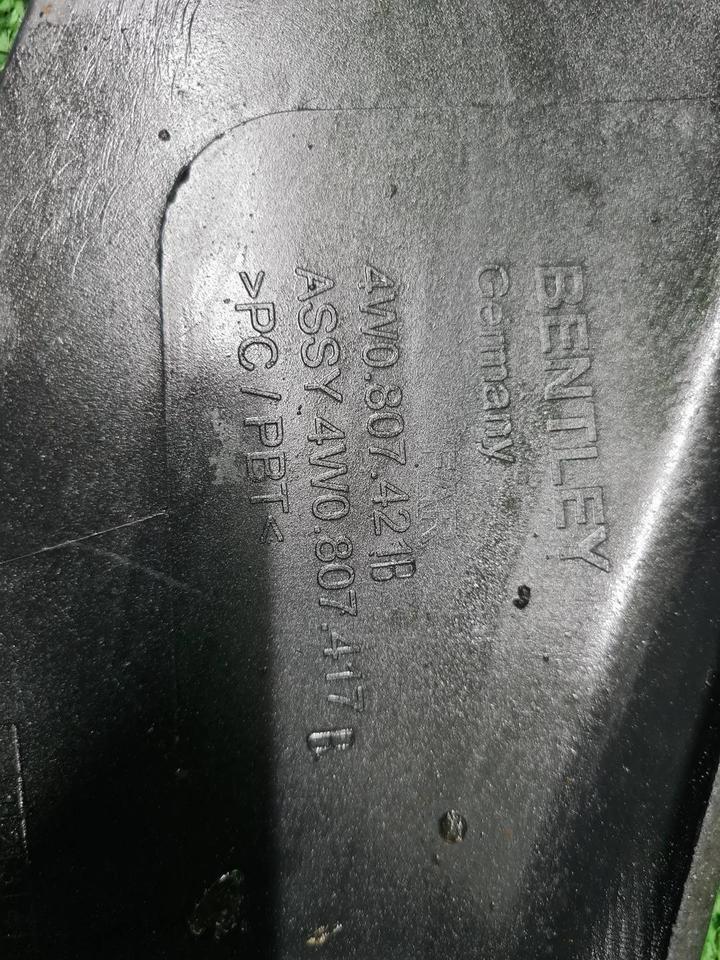 BENTLEY
Germany
4W0.807.421B
ASSY 4W0.807.417 B
>PC / PBT<